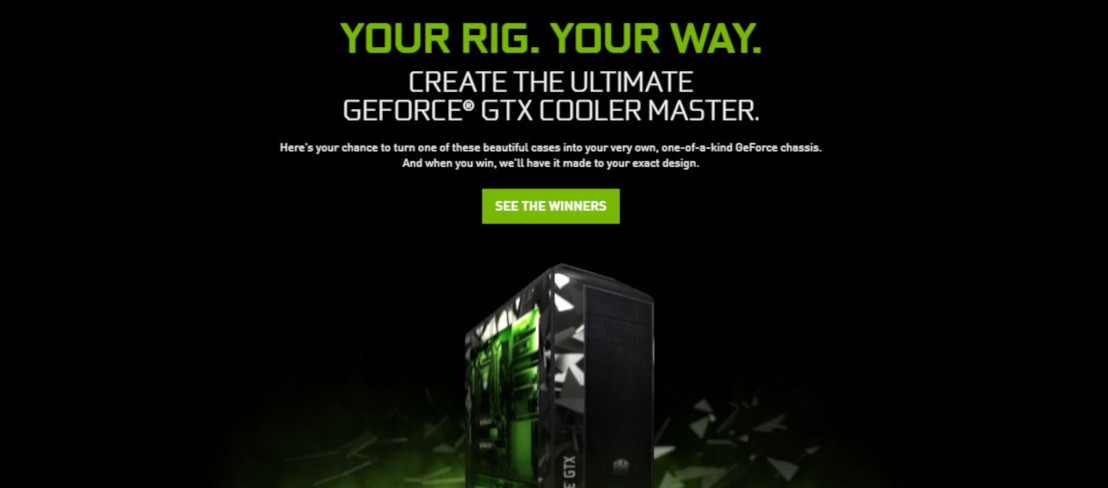 YOUR RIG. YOUR WAY.
CREATE THE ULTIMATE
GEFORCE® GTX COOLER MASTER.
Here's your chance to turn one of these beautiful cases into your very own, one-of-a-kind GeForce chassis.
And when you win, we'll have it made to your exact design.
SEE THE WINNERS
E GTX